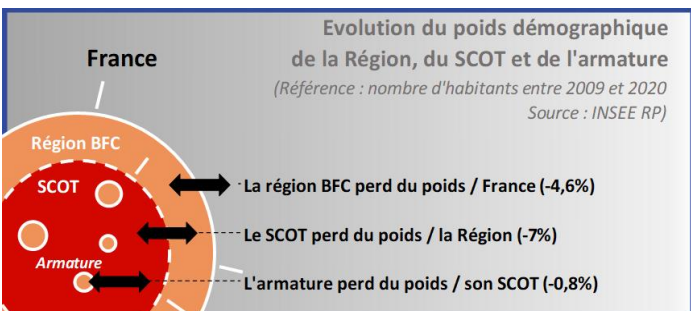 Evolution du poids démographique
de la Région, du SCOT et de l'armature
(Référence : nombre d'habitants entre 2009 et 2020
Source : INSEE RP)
France
Région BFC
SCOT
Armature
La région BFC perd du poids / France (-4,6%)
Le SCOT perd du poids / la Région (-7%)
L'armature perd du poids / son SCOT (-0,8%)